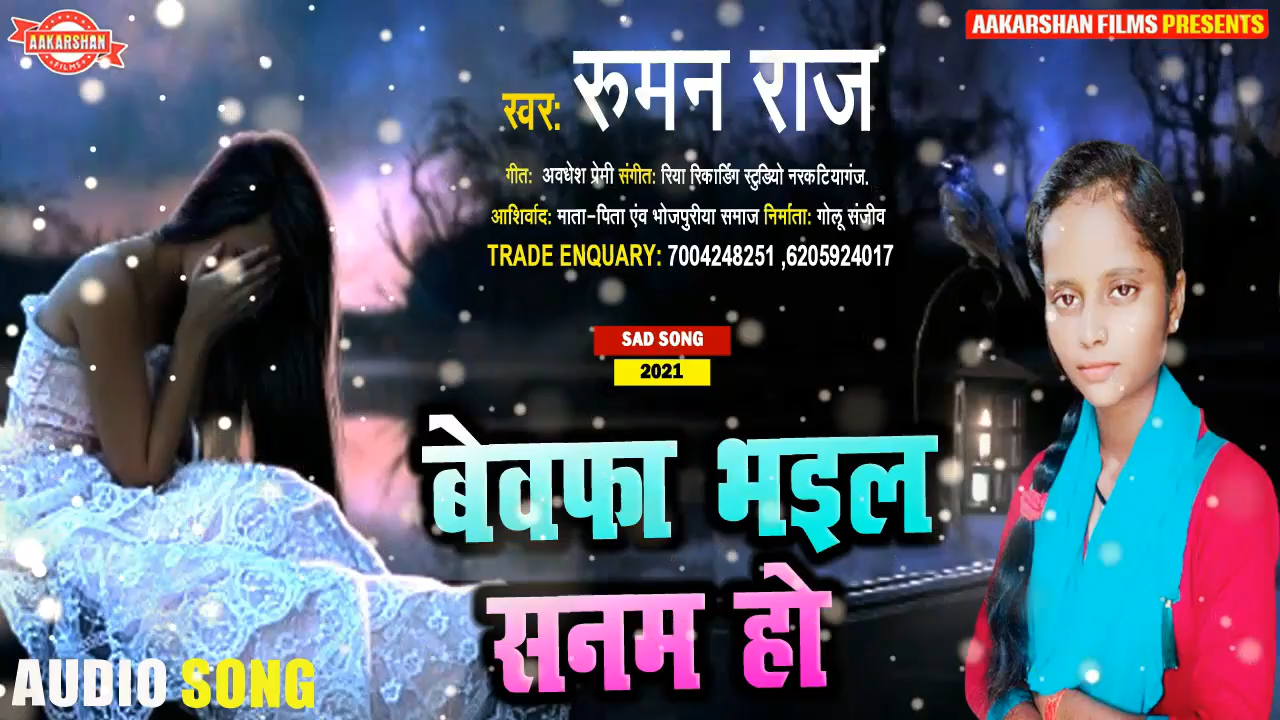 AAKARSHAN
FILMS
AAKARSHAN FILMS PRESENTS
स्वर: रुमन राज
गीत: अवधेश प्रेमी संगीत: रिया रिकार्डिंग स्टुडियो नरकटियागंज.
आशिर्वाद: माता-पिता एंव भोजपुरीया समाज निर्माता: गोलू संजीव
TRADE ENQUARY: 7004248251 ,6205924017
SAD SONG
2021
बेवफा भइल
सनम हो
AUDIO SONG